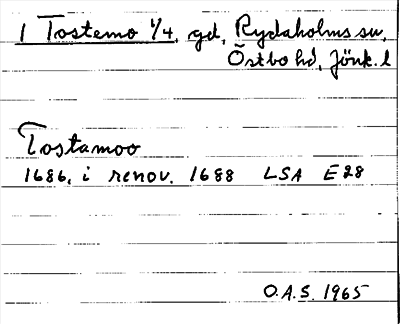 1 Tostemo 1/4, gd, Rydaholms sn,
Östbo hd, Jönk. l
Tostamoo
1686, i renov. 1688 LSA E28
O.A.S. 1965